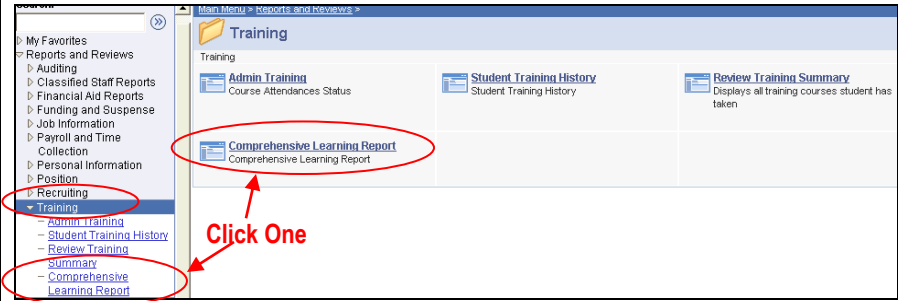 Search:
My Favorites
Reports and Reviews
Auditing
Classified Staff Reports
Financial Aid Reports
Funding and Suspense
Job Information
Payroll and Time
Collection
Personal Information
Position
Recruiting
Training
– Admin Training
– Student Training History
– Review Training
Summary
– Comprehensive
Learning Report
Main Menu > Reports and Reviews >
Training
Training
Admin Training
Course Attendances Status
Student Training History
Student Training History
Review Training Summary
Displays all training courses student has
taken
Comprehensive Learning Report
Comprehensive Learning Report
Click One